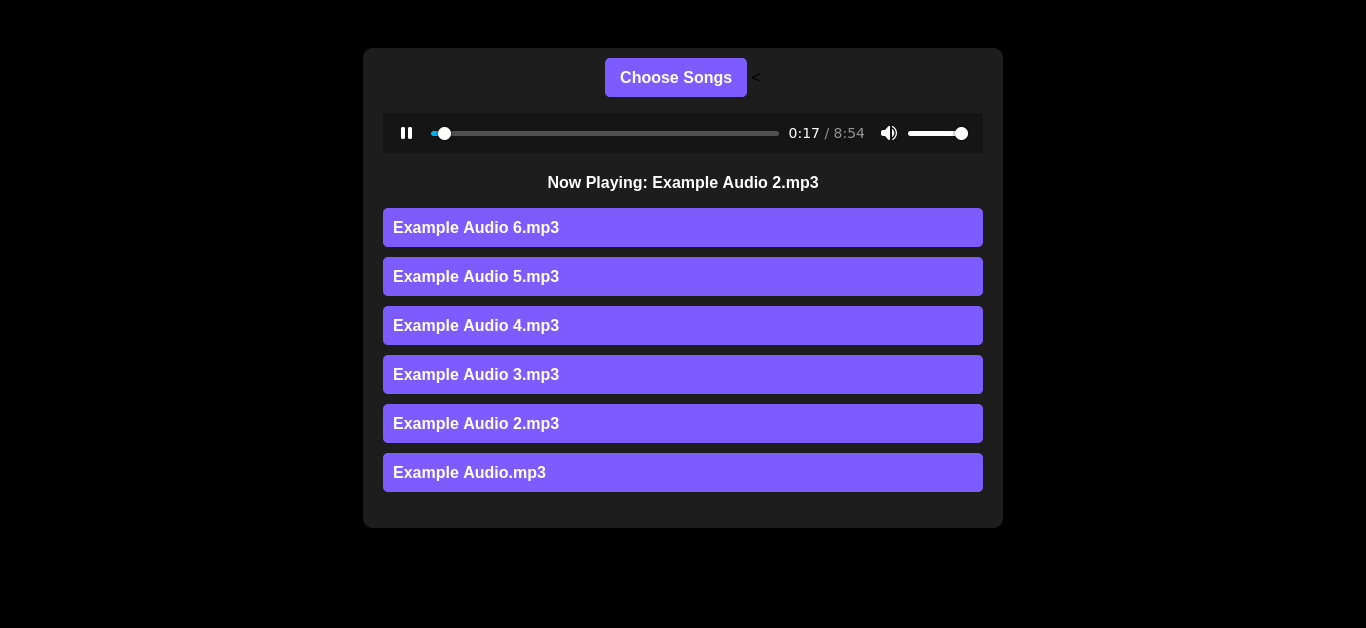 Choose Songs <
0:17 / 8:54
Now Playing: Example Audio 2.mp3
Example Audio 6.mp3
Example Audio 5.mp3
Example Audio 4.mp3
Example Audio 3.mp3
Example Audio 2.mp3
Example Audio.mp3